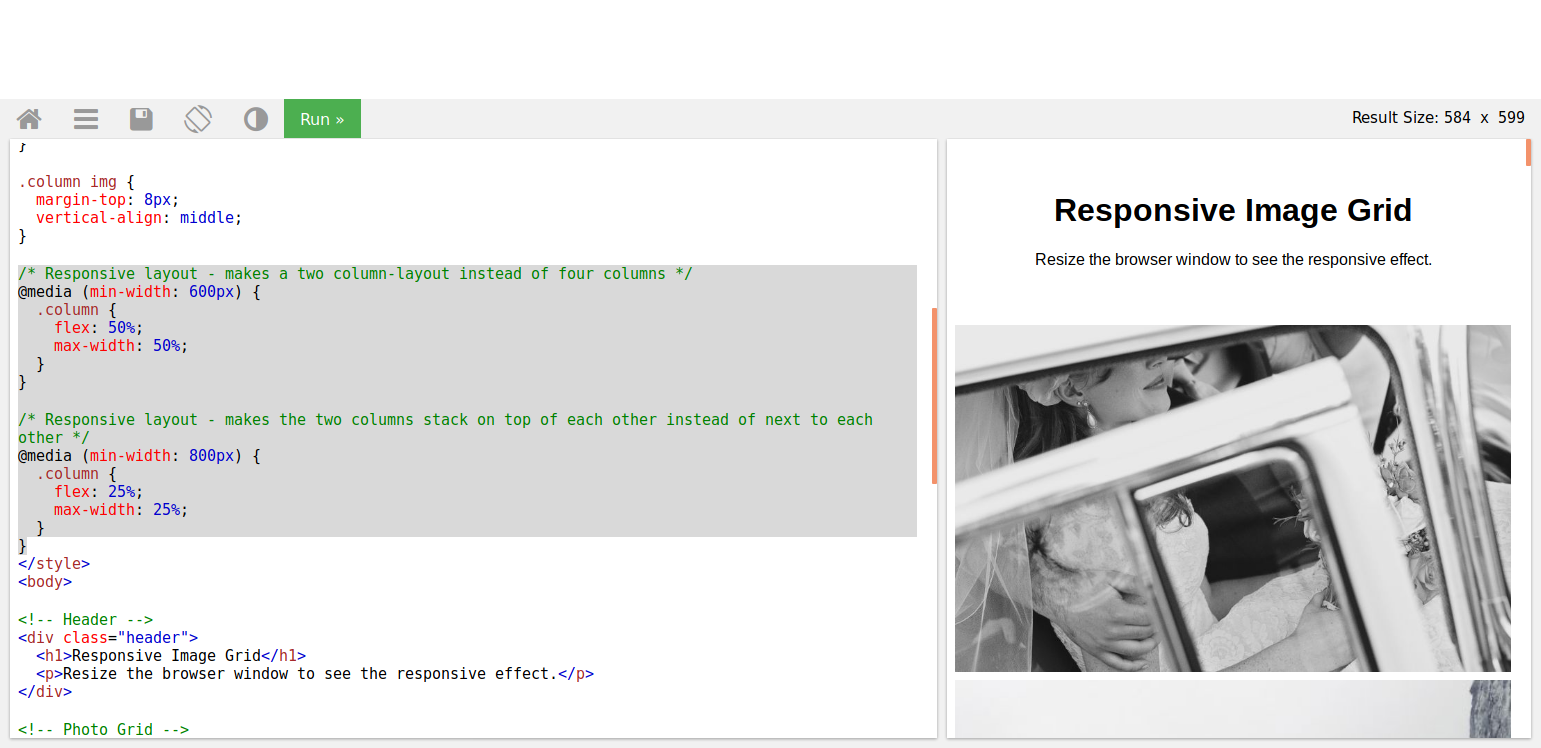 Run »
Result Size: 584 x 599
}
.column img {
  margin-top: 8px;
  vertical-align: middle;
}
/* Responsive layout - makes a two column-layout instead of four columns */
@media (min-width: 600px) {
  .column {
    flex: 50%;
    max-width: 50%;
  }
}
/* Responsive layout - makes the two columns stack on top of each other instead of next to each
other */
@media (min-width: 800px) {
  .column {
    flex: 25%;
    max-width: 25%;
  }
}
</style>
<body>
<!-- Header -->
<div class="header">
  <h1>Responsive Image Grid</h1>
  <p>Resize the browser window to see the responsive effect.</p>
</div>
<!-- Photo Grid -->
Responsive Image Grid
Resize the browser window to see the responsive effect.